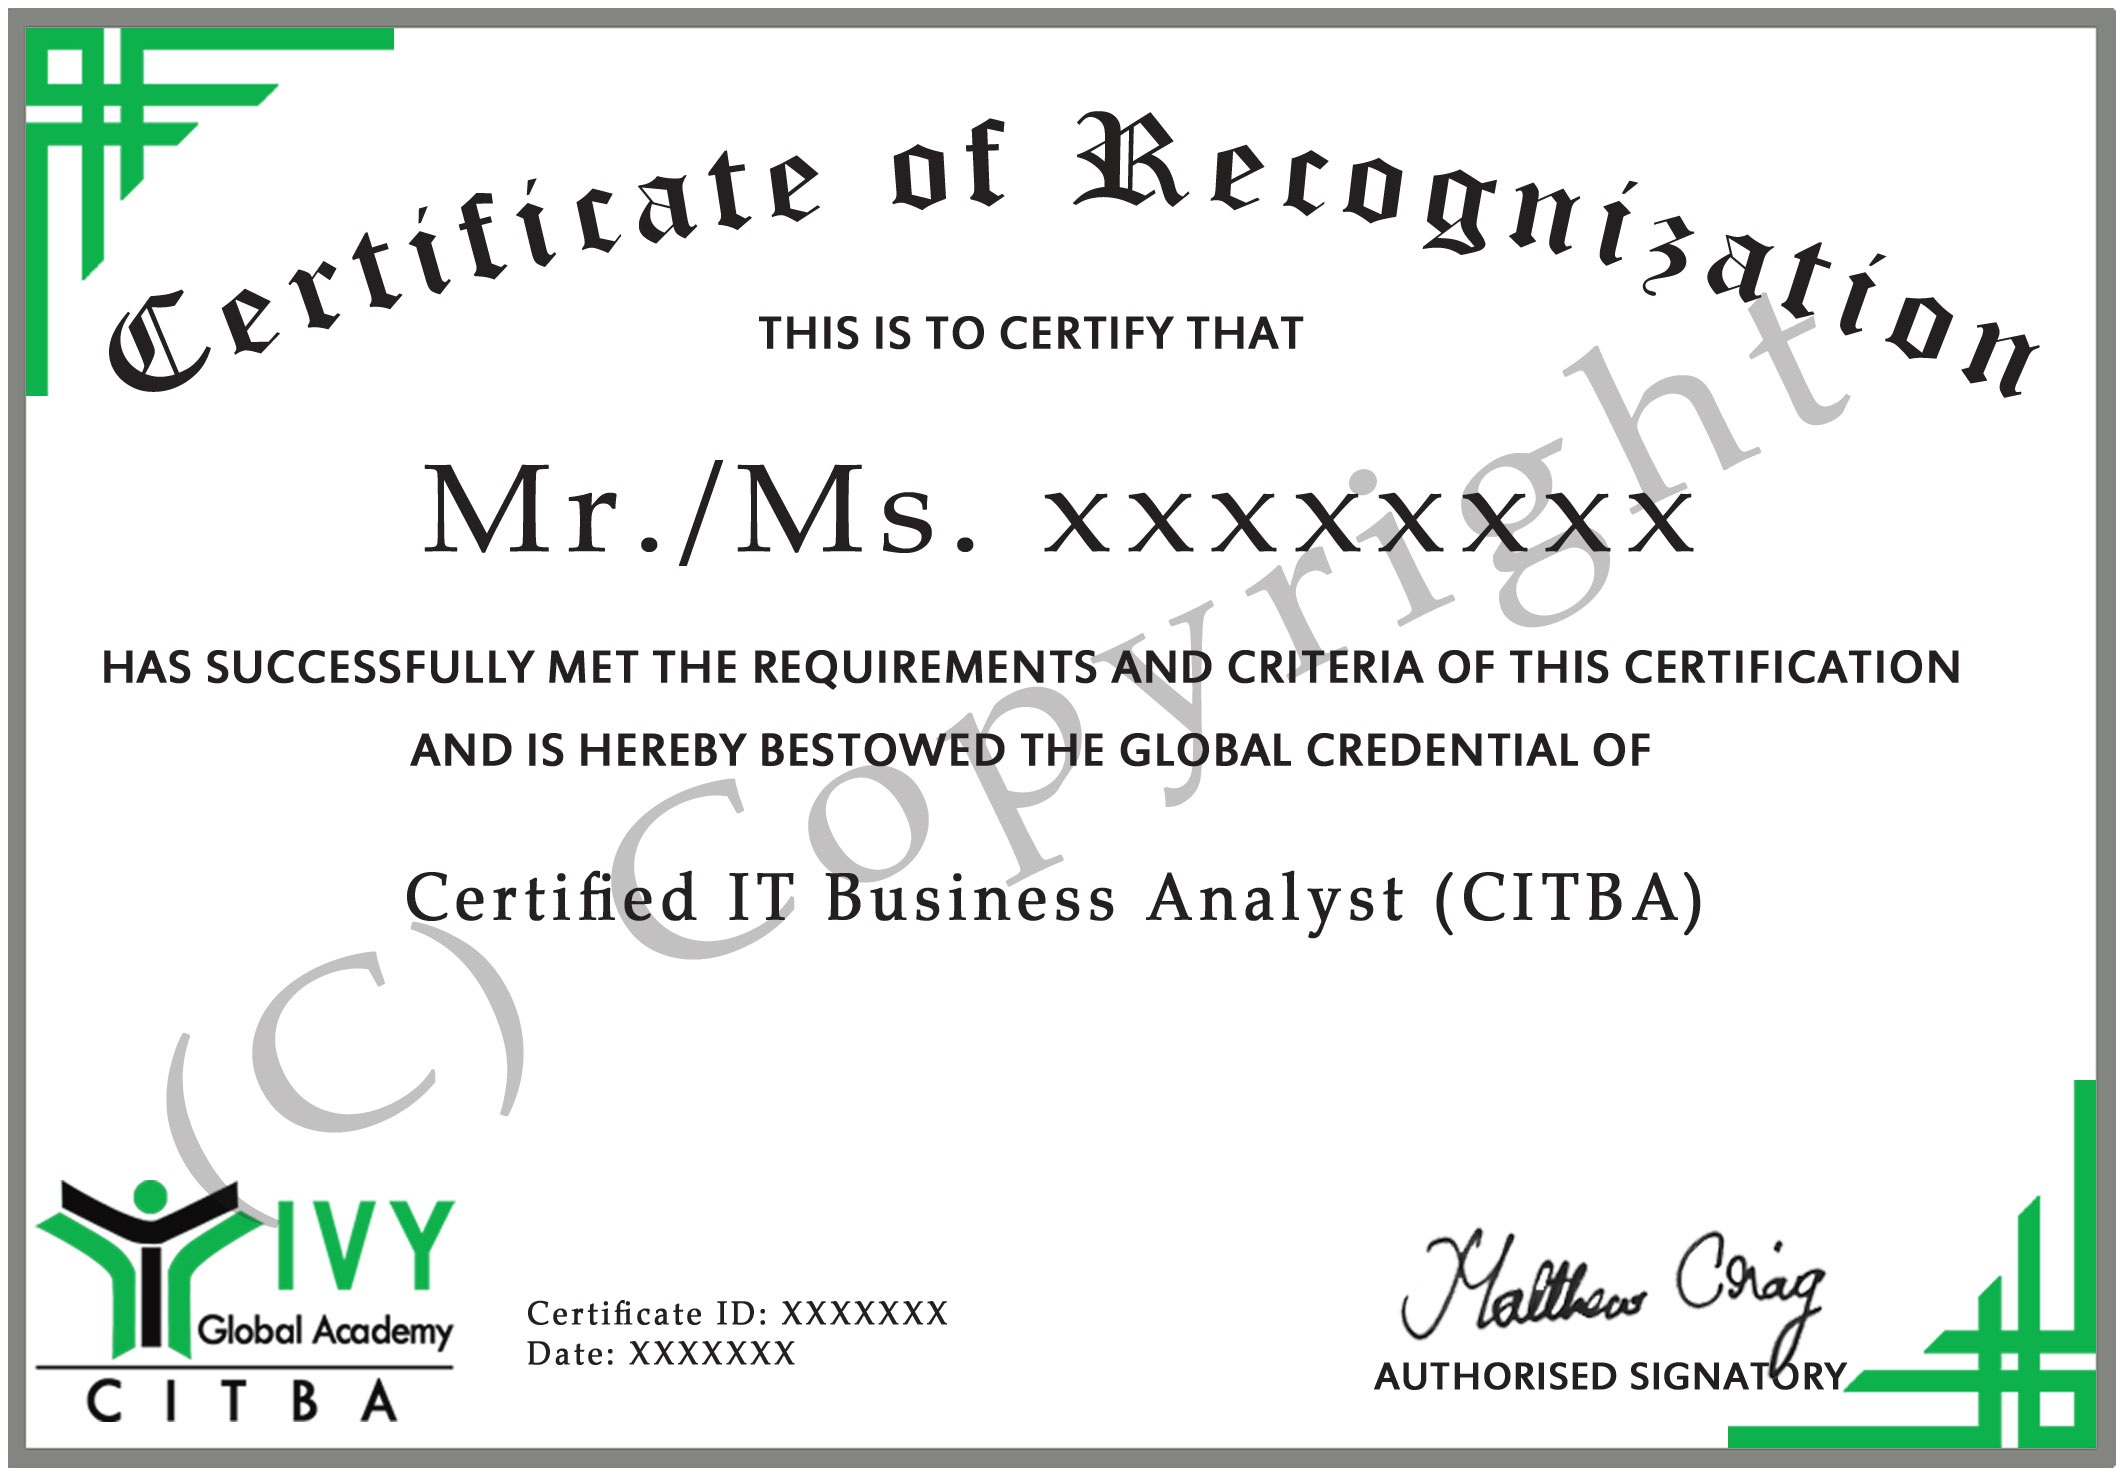 Certificate of Recognization
THIS IS TO CERTIFY THAT
Mr./Ms. xxxxxxxx
HAS SUCCESSFULLY MET THE REQUIREMENTS AND CRITERIA OF THIS CERTIFICATION
AND IS HEREBY BESTOWED THE GLOBAL CREDENTIAL OF
Certified IT Business Analyst (CITBA)
(C) Copyright
IVY
Global Academy
CITBA
Certificate ID: XXXXXXX
Date: XXXXXXX
Matthew Craig
AUTHORISED SIGNATORY